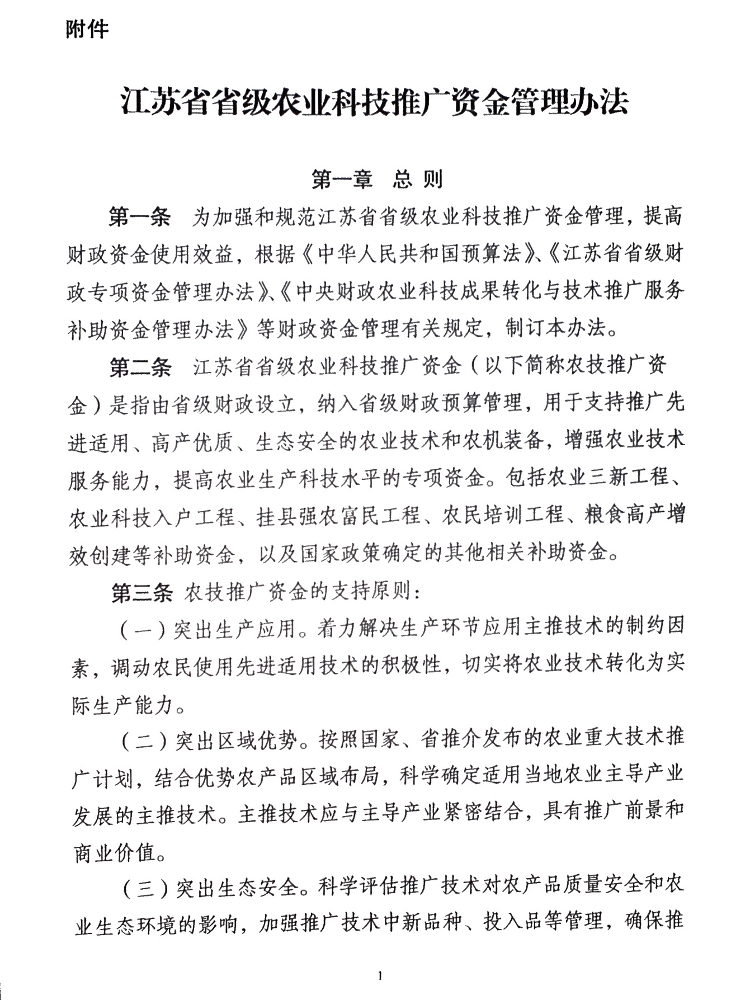 附件
江苏省省级农业科技推广资金管理办法
第一章 总 则
第一条 为加强和规范江苏省省级农业科技推广资金管理，提高
财政资金使用效益，根据《中华人民共和国预算法》、《江苏省省级财
政专项资金管理办法》、《中央财政农业科技成果转化与技术推广服务
补助资金管理办法》等财政资金管理有关规定，制订本办法。
第二条 江苏省省级农业科技推广资金（以下简称农技推广资
金）是指由省级财政设立，纳入省级财政预算管理，用于支持推广先
进适用、高产优质、生态安全的农业技术和农机装备，增强农业技术
服务能力，提高农业生产科技水平的专项资金。包括农业三新工程、
农业科技入户工程、挂县强农富民工程、农民培训工程、粮食高产增
效创建等补助资金，以及国家政策确定的其他相关补助资金。
第三条 农技推广资金的支持原则：
（一）突出生产应用。着力解决生产环节应用主推技术的制约因
素，调动农民使用先进适用技术的积极性，切实将农业技术转化为实
际生产能力。
（二）突出区域优势。按照国家、省推介发布的农业重大技术推
广计划，结合优势农产品区域布局，科学确定适用当地农业主导产业
发展的主推技术。主推技术应与主导产业紧密结合，具有推广前景和
商业价值。
（三）突出生态安全。科学评估推广技术对农产品质量安全和农
业生态环境的影响，加强推广技术中新品种、投入品等管理，确保推
1